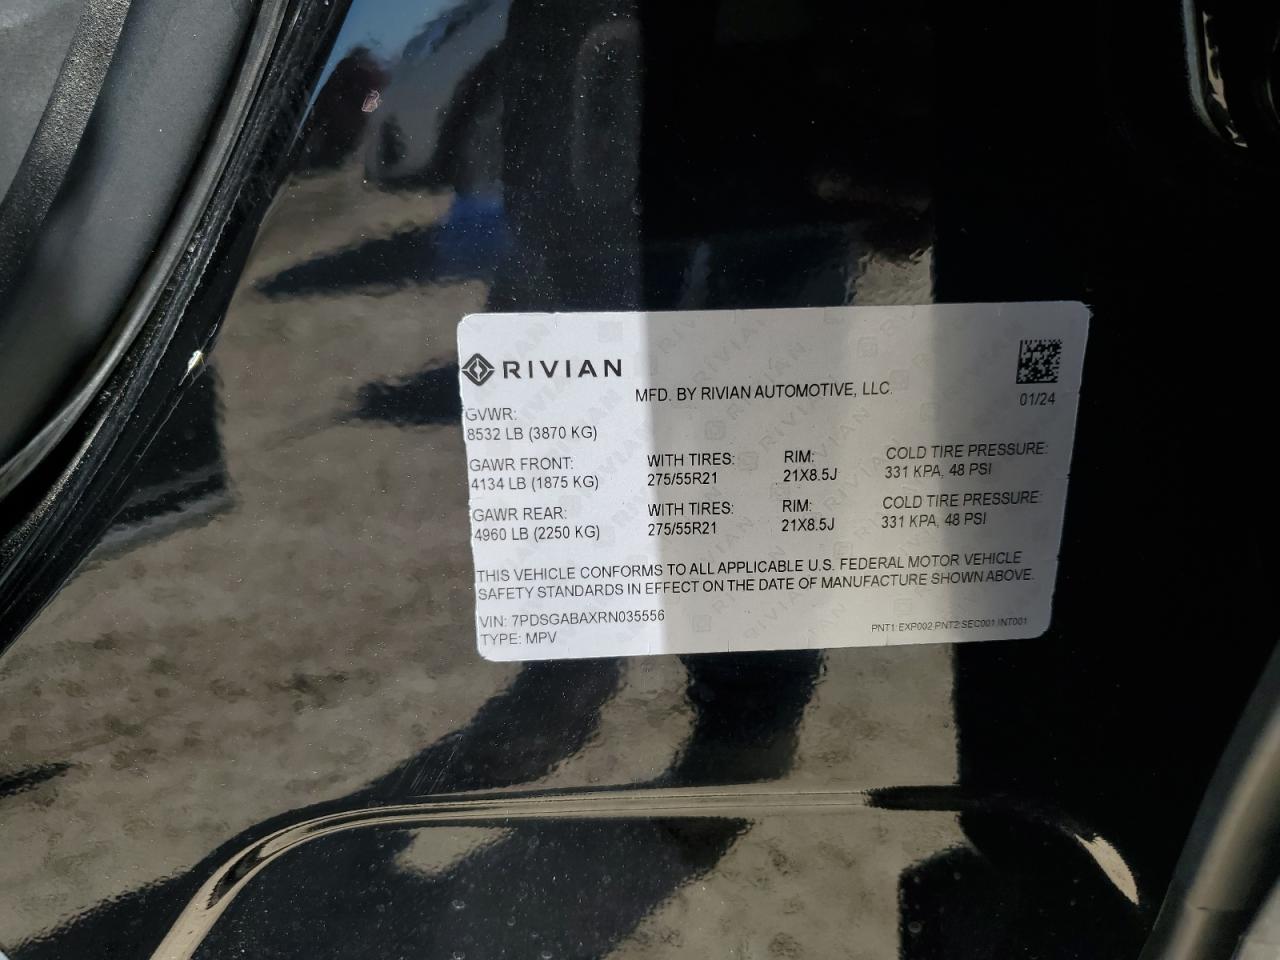 RIVIAN
MFD. BY RIVIAN AUTOMOTIVE, LLC.
01/24
GVWR:
8532 LB (3870 KG)
GAWR FRONT: WITH TIRES: RIM: COLD TIRE PRESSURE:
4134 LB (1875 KG) 275/55R21 21X8.5J 331 KPA, 48 PSI
GAWR REAR: WITH TIRES: RIM: COLD TIRE PRESSURE:
4960 LB (2250 KG) 275/55R21 21X8.5J 331 KPA, 48 PSI
THIS VEHICLE CONFORMS TO ALL APPLICABLE U.S. FEDERAL MOTOR VEHICLE
SAFETY STANDARDS IN EFFECT ON THE DATE OF MANUFACTURE SHOWN ABOVE.
VIN: 7PDSGABAXRN035556
TYPE: MPV
PNT1:EXP002 PNT2:SEC001 INT001